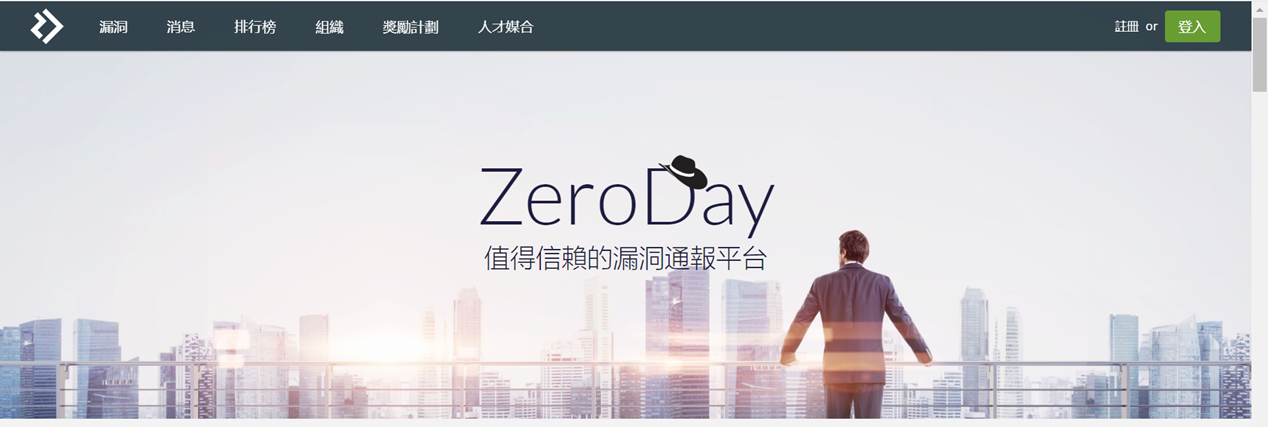 漏洞 消息 排行榜 組織 獎勵計劃 人才媒合 註冊 or 登入
ZeroDay
值得信賴的漏洞通報平台